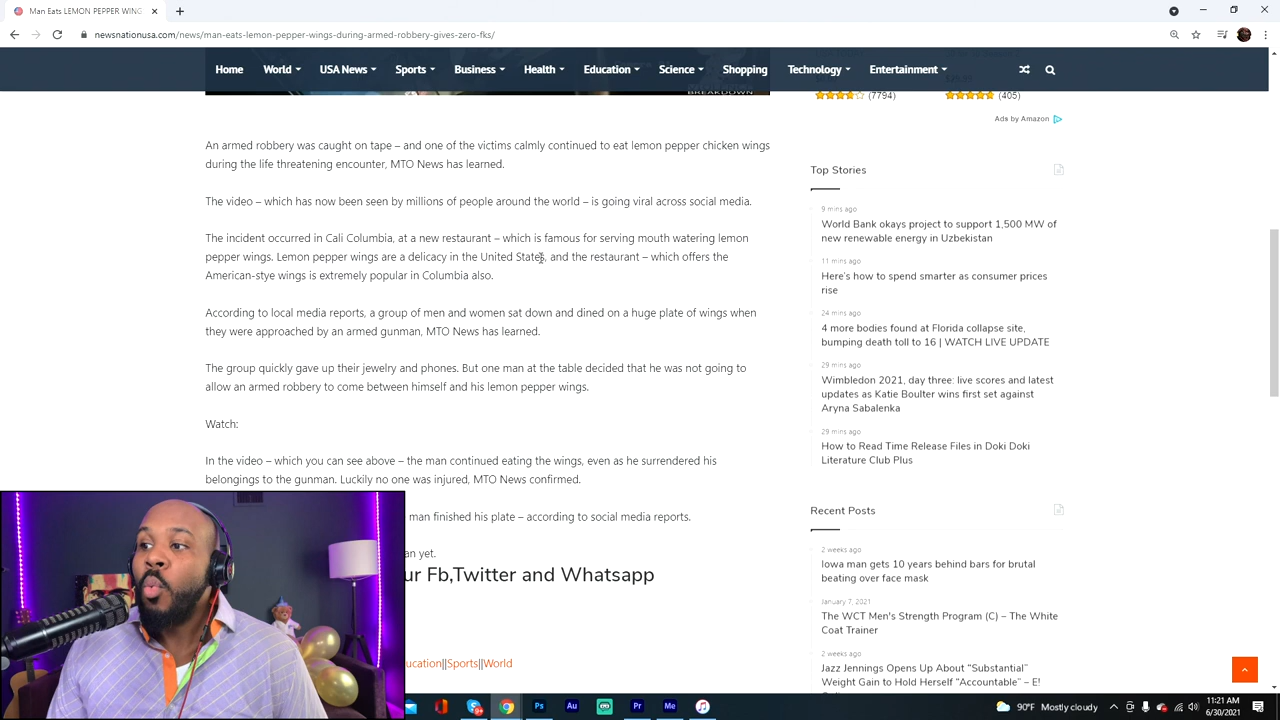 Man Eats LEMON PEPPER WING
newsnationusa.com/news/man-eats-lemon-pepper-wings-during-armed-robbery-gives-zero-fks/
Home World USA News Sports Business Health Education Science Shopping Technology Entertainment
BREAKDOWN
(7794) (405)
Ads by Amazon
An armed robbery was caught on tape – and one of the victims calmly continued to eat lemon pepper chicken wings
during the life threatening encounter, MTO News has learned.
The video – which has now been seen by millions of people around the world – is going viral across social media.
The incident occurred in Cali Columbia, at a new restaurant – which is famous for serving mouth watering lemon
pepper wings. Lemon pepper wings are a delicacy in the United States, and the restaurant – which offers the
American-stye wings is extremely popular in Columbia also.
According to local media reports, a group of men and women sat down and dined on a huge plate of wings when
they were approached by an armed gunman, MTO News has learned.
The group quickly gave up their jewelry and phones. But one man at the table decided that he was not going to
allow an armed robbery to come between himself and his lemon pepper wings.
Watch:
In the video – which you can see above – the man continued eating the wings, even as he surrendered his
belongings to the gunman. Luckily no one was injured, MTO News confirmed.
man finished his plate – according to social media reports.
an yet.
ur Fb,Twitter and Whatsapp
ucation||Sports||World
Top Stories
9 mins ago
World Bank okays project to support 1,500 MW of
new renewable energy in Uzbekistan
11 mins ago
Here's how to spend smarter as consumer prices
rise
24 mins ago
4 more bodies found at Florida collapse site,
bumping death toll to 16 | WATCH LIVE UPDATE
29 mins ago
Wimbledon 2021, day three: live scores and latest
updates as Katie Boulter wins first set against
Aryna Sabalenka
29 mins ago
How to Read Time Release Files in Doki Doki
Literature Club Plus
Recent Posts
2 weeks ago
Iowa man gets 10 years behind bars for brutal
beating over face mask
January 7, 2021
The WCT Men's Strength Program (C) – The White
Coat Trainer
2 weeks ago
Jazz Jennings Opens Up About "Substantial"
Weight Gain to Hold Herself "Accountable" – E!
Ps Au Pr Me
90°F Mostly cloudy
11:21 AM
6/30/2021